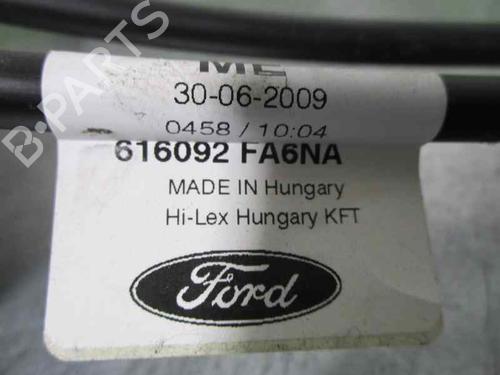 ME
30-06-2009
0458 / 10:04
616092 FA6NA
MADE IN Hungary
Hi-Lex Hungary KFT
Ford
B-PARTS